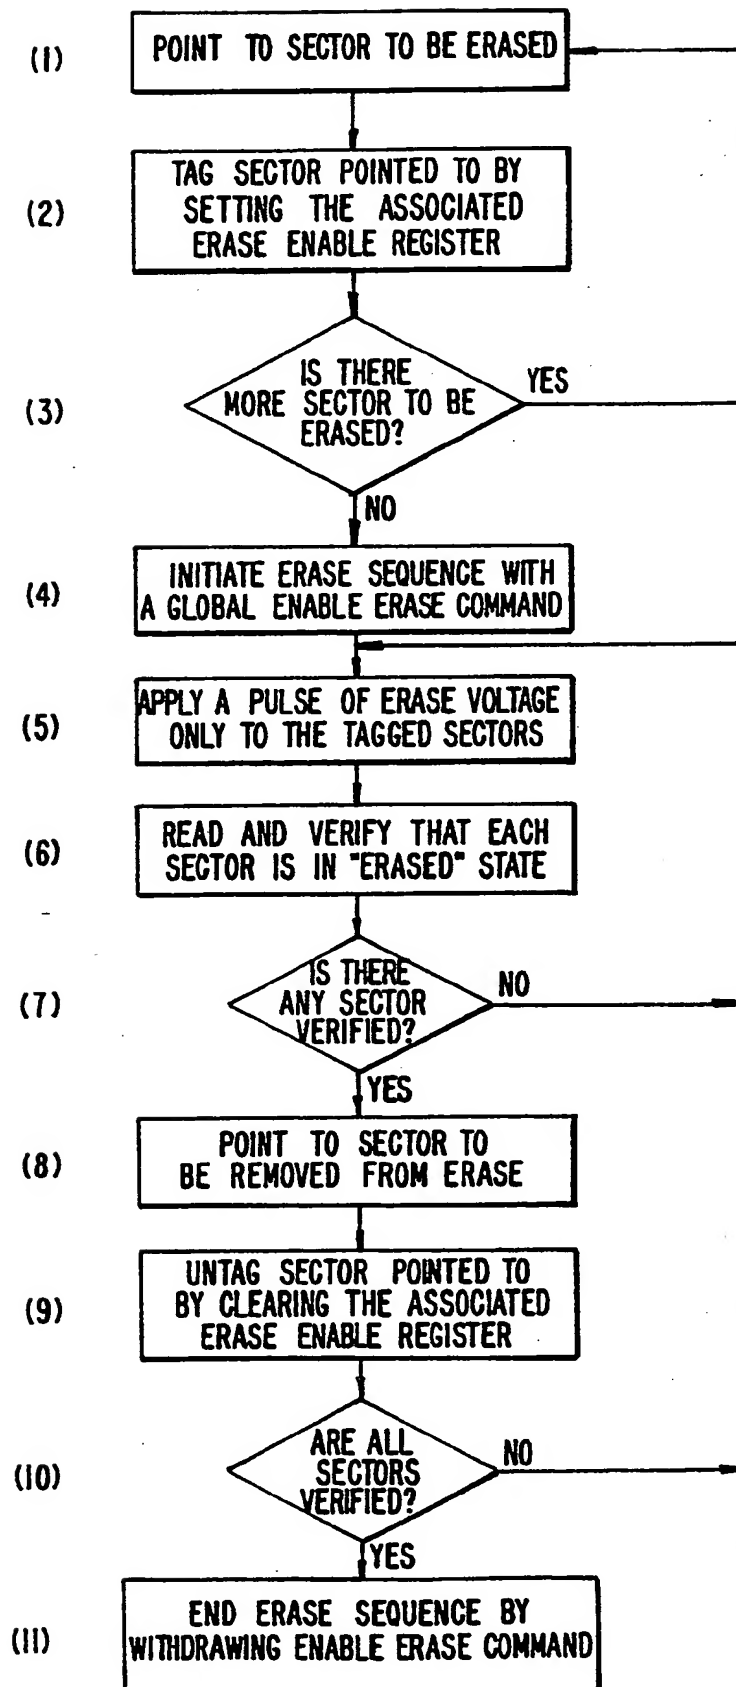 (1)
POINT TO SECTOR TO BE ERASED
(2)
TAG SECTOR POINTED TO BY
SETTING THE ASSOCIATED
ERASE ENABLE REGISTER
(3)
IS THERE
MORE SECTOR TO BE
ERASED?
YES
NO
(4)
INITIATE ERASE SEQUENCE WITH
A GLOBAL ENABLE ERASE COMMAND
(5)
APPLY A PULSE OF ERASE VOLTAGE
ONLY TO THE TAGGED SECTORS
(6)
READ AND VERIFY THAT EACH
SECTOR IS IN "ERASED" STATE
(7)
IS THERE
ANY SECTOR
VERIFIED?
NO
YES
(8)
POINT TO SECTOR TO
BE REMOVED FROM ERASE
(9)
UNTAG SECTOR POINTED TO
BY CLEARING THE ASSOCIATED
ERASE ENABLE REGISTER
(10)
ARE ALL
SECTORS
VERIFIED?
NO
YES
(11)
END ERASE SEQUENCE BY
WITHDRAWING ENABLE ERASE COMMAND